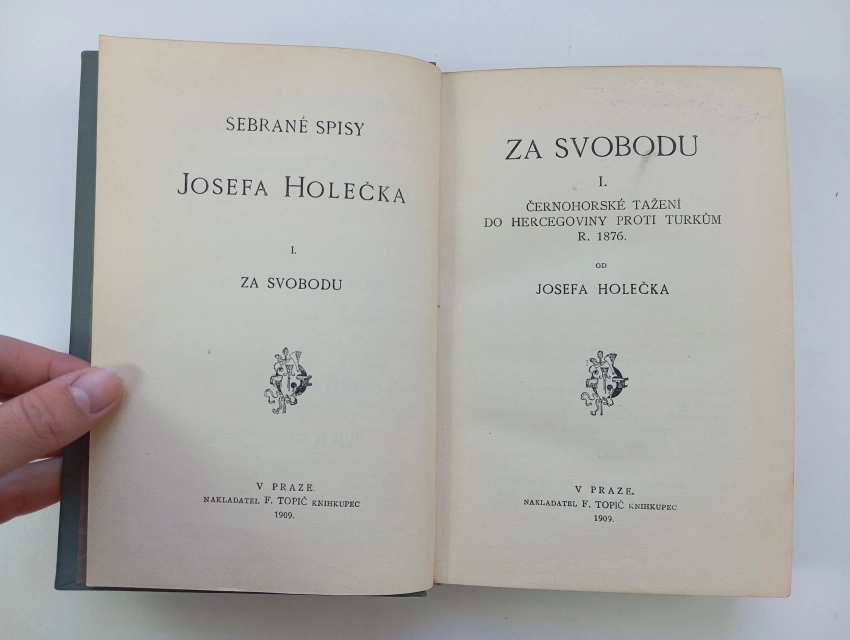 SEBRANÉ SPISY
JOSEFA HOLEČKA
I.
ZA SVOBODU
V PRAZE.
NAKLADATEL F. TOPIČ KNIHKUPEC
1909.
ZA SVOBODU
I.
ČERNOHORSKÉ TAŽENÍ
DO HERCEGOVINY PROTI TURKŮM
R. 1876.
OD
JOSEFA HOLEČKA
V PRAZE.
NAKLADATEL F. TOPIČ KNIHKUPEC
1909.